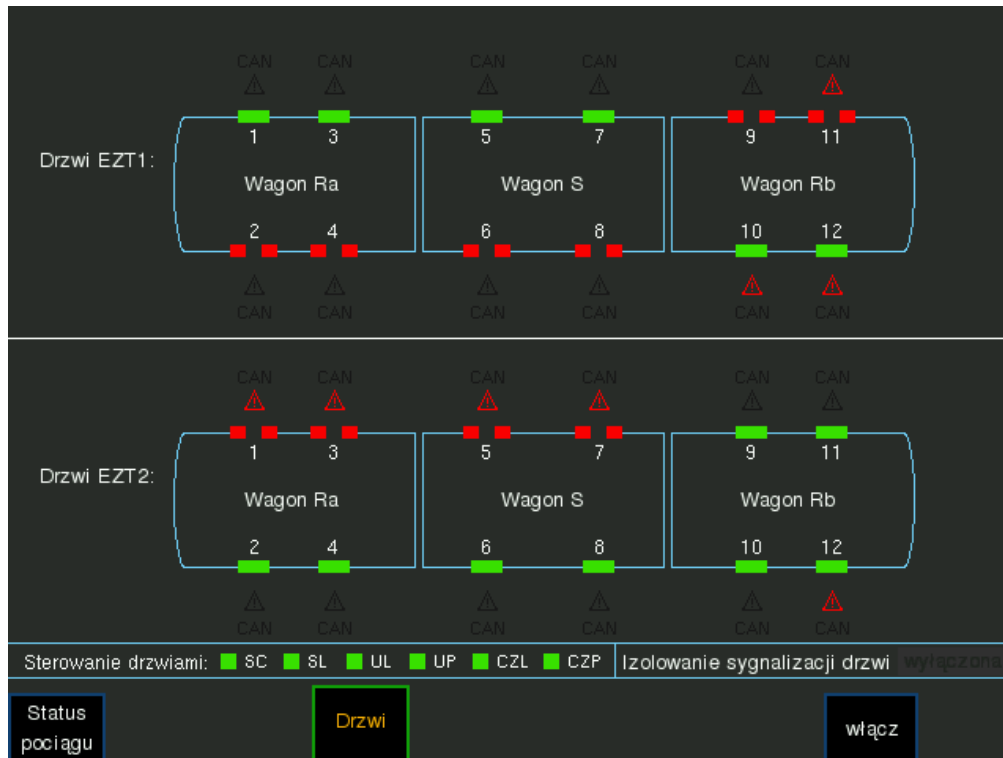 CAN CAN CAN CAN CAN CAN
1 3 5 7 9 11
Drzwi EZT1:
Wagon Ra Wagon S Wagon Rb
2 4 6 8 10 12
CAN CAN CAN CAN CAN CAN
CAN CAN CAN CAN CAN CAN
1 3 5 7 9 11
Drzwi EZT2:
Wagon Ra Wagon S Wagon Rb
2 4 6 8 10 12
CAN CAN CAN CAN CAN CAN
Sterowanie drzwiami: SC SL UL UP CZL CZP Izolowanie sygnalizacji drzwi wyłączona
Status
pociągu
Drzwi
włącz